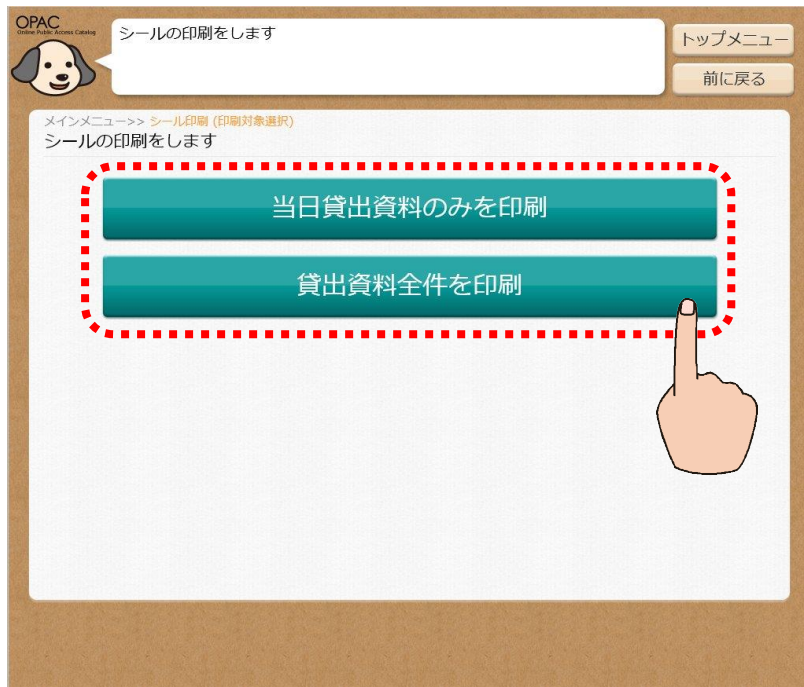 OPAC
Online Public Access Catalog
シールの印刷をします
トップメニュー
前に戻る
メインメニュー>> シール印刷 (印刷対象選択)
シールの印刷をします
当日貸出資料のみを印刷
貸出資料全件を印刷